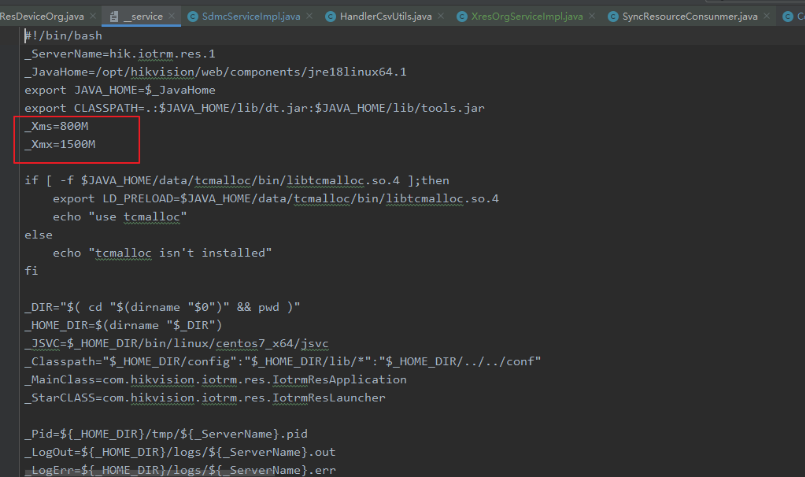 ResDeviceOrg.java × __service × SdmcServiceImpl.java × HandlerCsvUtils.java × XresOrgServiceImpl.java × SyncResourceConsunmer.java ×
#!/bin/bash
_ServerName=hik.iotrm.res.1
_JavaHome=/opt/hikvision/web/components/jre18linux64.1
export JAVA_HOME=$_JavaHome
export CLASSPATH=.:$JAVA_HOME/lib/dt.jar:$JAVA_HOME/lib/tools.jar
_Xms=800M
_Xmx=1500M
if [ -f $JAVA_HOME/data/tcmalloc/bin/libtcmalloc.so.4 ];then
export LD_PRELOAD=$JAVA_HOME/data/tcmalloc/bin/libtcmalloc.so.4
echo "use tcmalloc"
else
echo "tcmalloc isn't installed"
fi
_DIR="$( cd "$(dirname "$0")" && pwd )"
_HOME_DIR=$(dirname "$_DIR")
_JSVC=$_HOME_DIR/bin/linux/centos7_x64/jsvc
_Classpath="$_HOME_DIR/config":"$_HOME_DIR/lib/*":"$_HOME_DIR/../../conf"
_MainClass=com.hikvision.iotrm.res.IotrmResApplication
_StarCLASS=com.hikvision.iotrm.res.IotrmResLauncher
_Pid=${_HOME_DIR}/tmp/${_ServerName}.pid
_LogOut=${_HOME_DIR}/logs/${_ServerName}.out
_LogErr=${_HOME_DIR}/logs/${_ServerName}.err